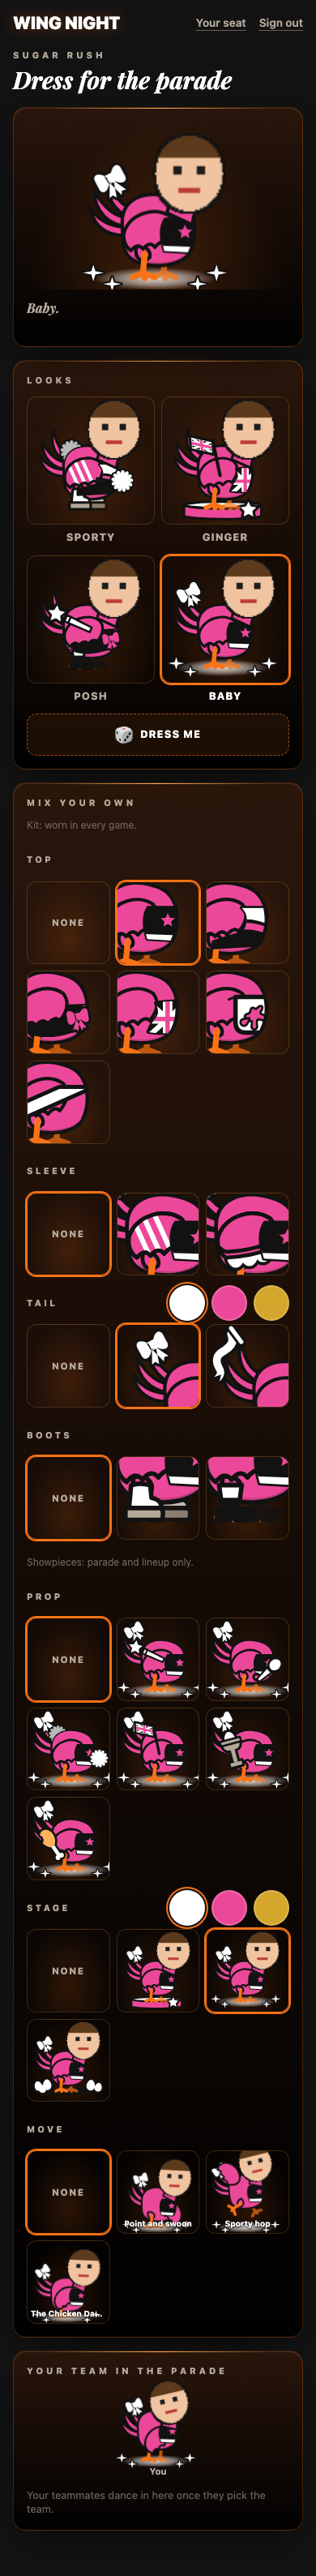 WING NIGHT
Your seat
Sign out
SUGAR RUSH
Dress for the parade
Baby.
LOOKS
SPORTY
GINGER
POSH
BABY
DRESS ME
MIX YOUR OWN
Kit: worn in every game.
TOP
NONE
SLEEVE
NONE
TAIL
NONE
BOOTS
NONE
Showpieces: parade and lineup only.
PROP
NONE
STAGE
NONE
MOVE
NONE
Point and swoon
Sporty hop
The Chicken Da...
YOUR TEAM IN THE PARADE
You
Your teammates dance in here once they pick the
team.